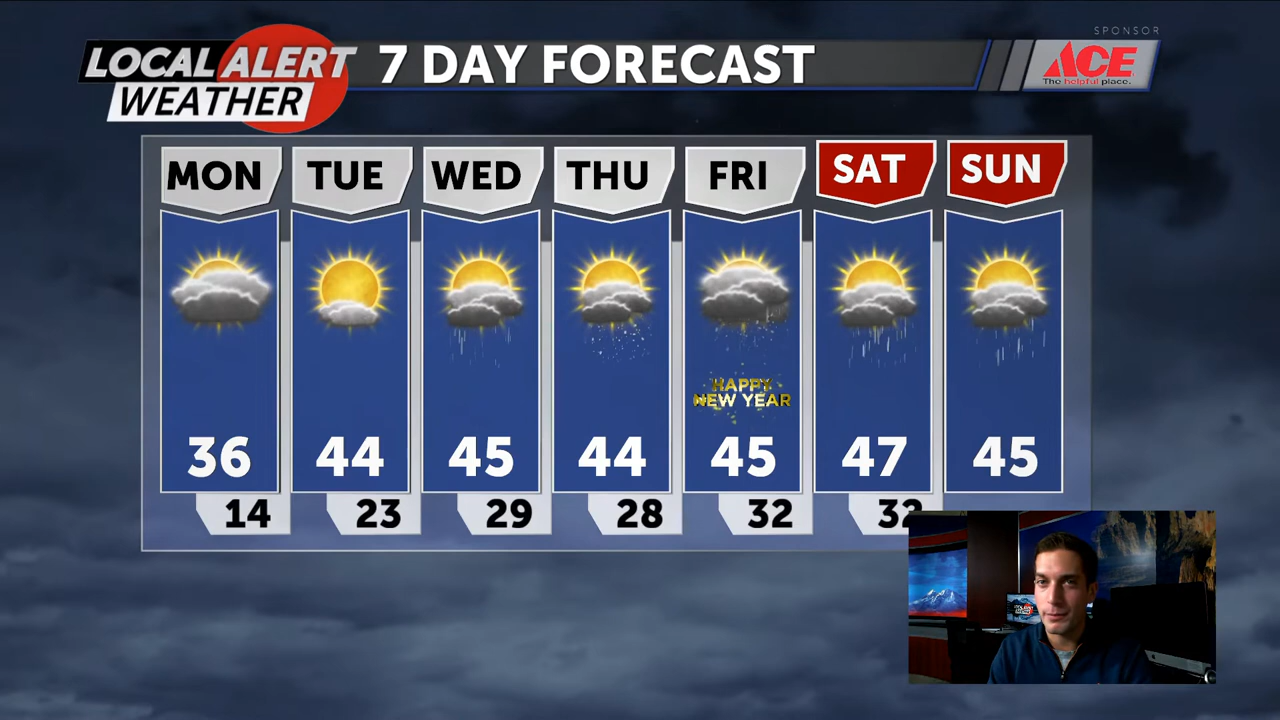 SPONSOR
LOCAL ALERT
WEATHER
7 DAY FORECAST
ACE
The helpful place.
MON TUE WED THU FRI SAT SUN
HAPPY
NEW YEAR
36 44 45 44 45 47 45
14 23 29 28 32 32